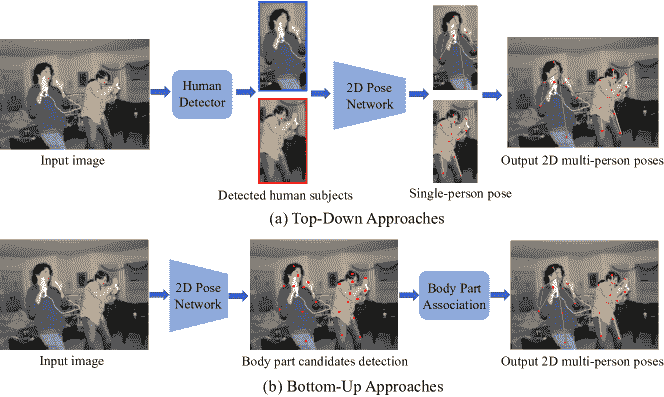 Human
Detector
2D Pose
Network
Input image
Detected human subjects
Single-person pose
Output 2D multi-person poses
(a) Top-Down Approaches
2D Pose
Network
Body Part
Association
Input image
Body part candidates detection
Output 2D multi-person poses
(b) Bottom-Up Approaches